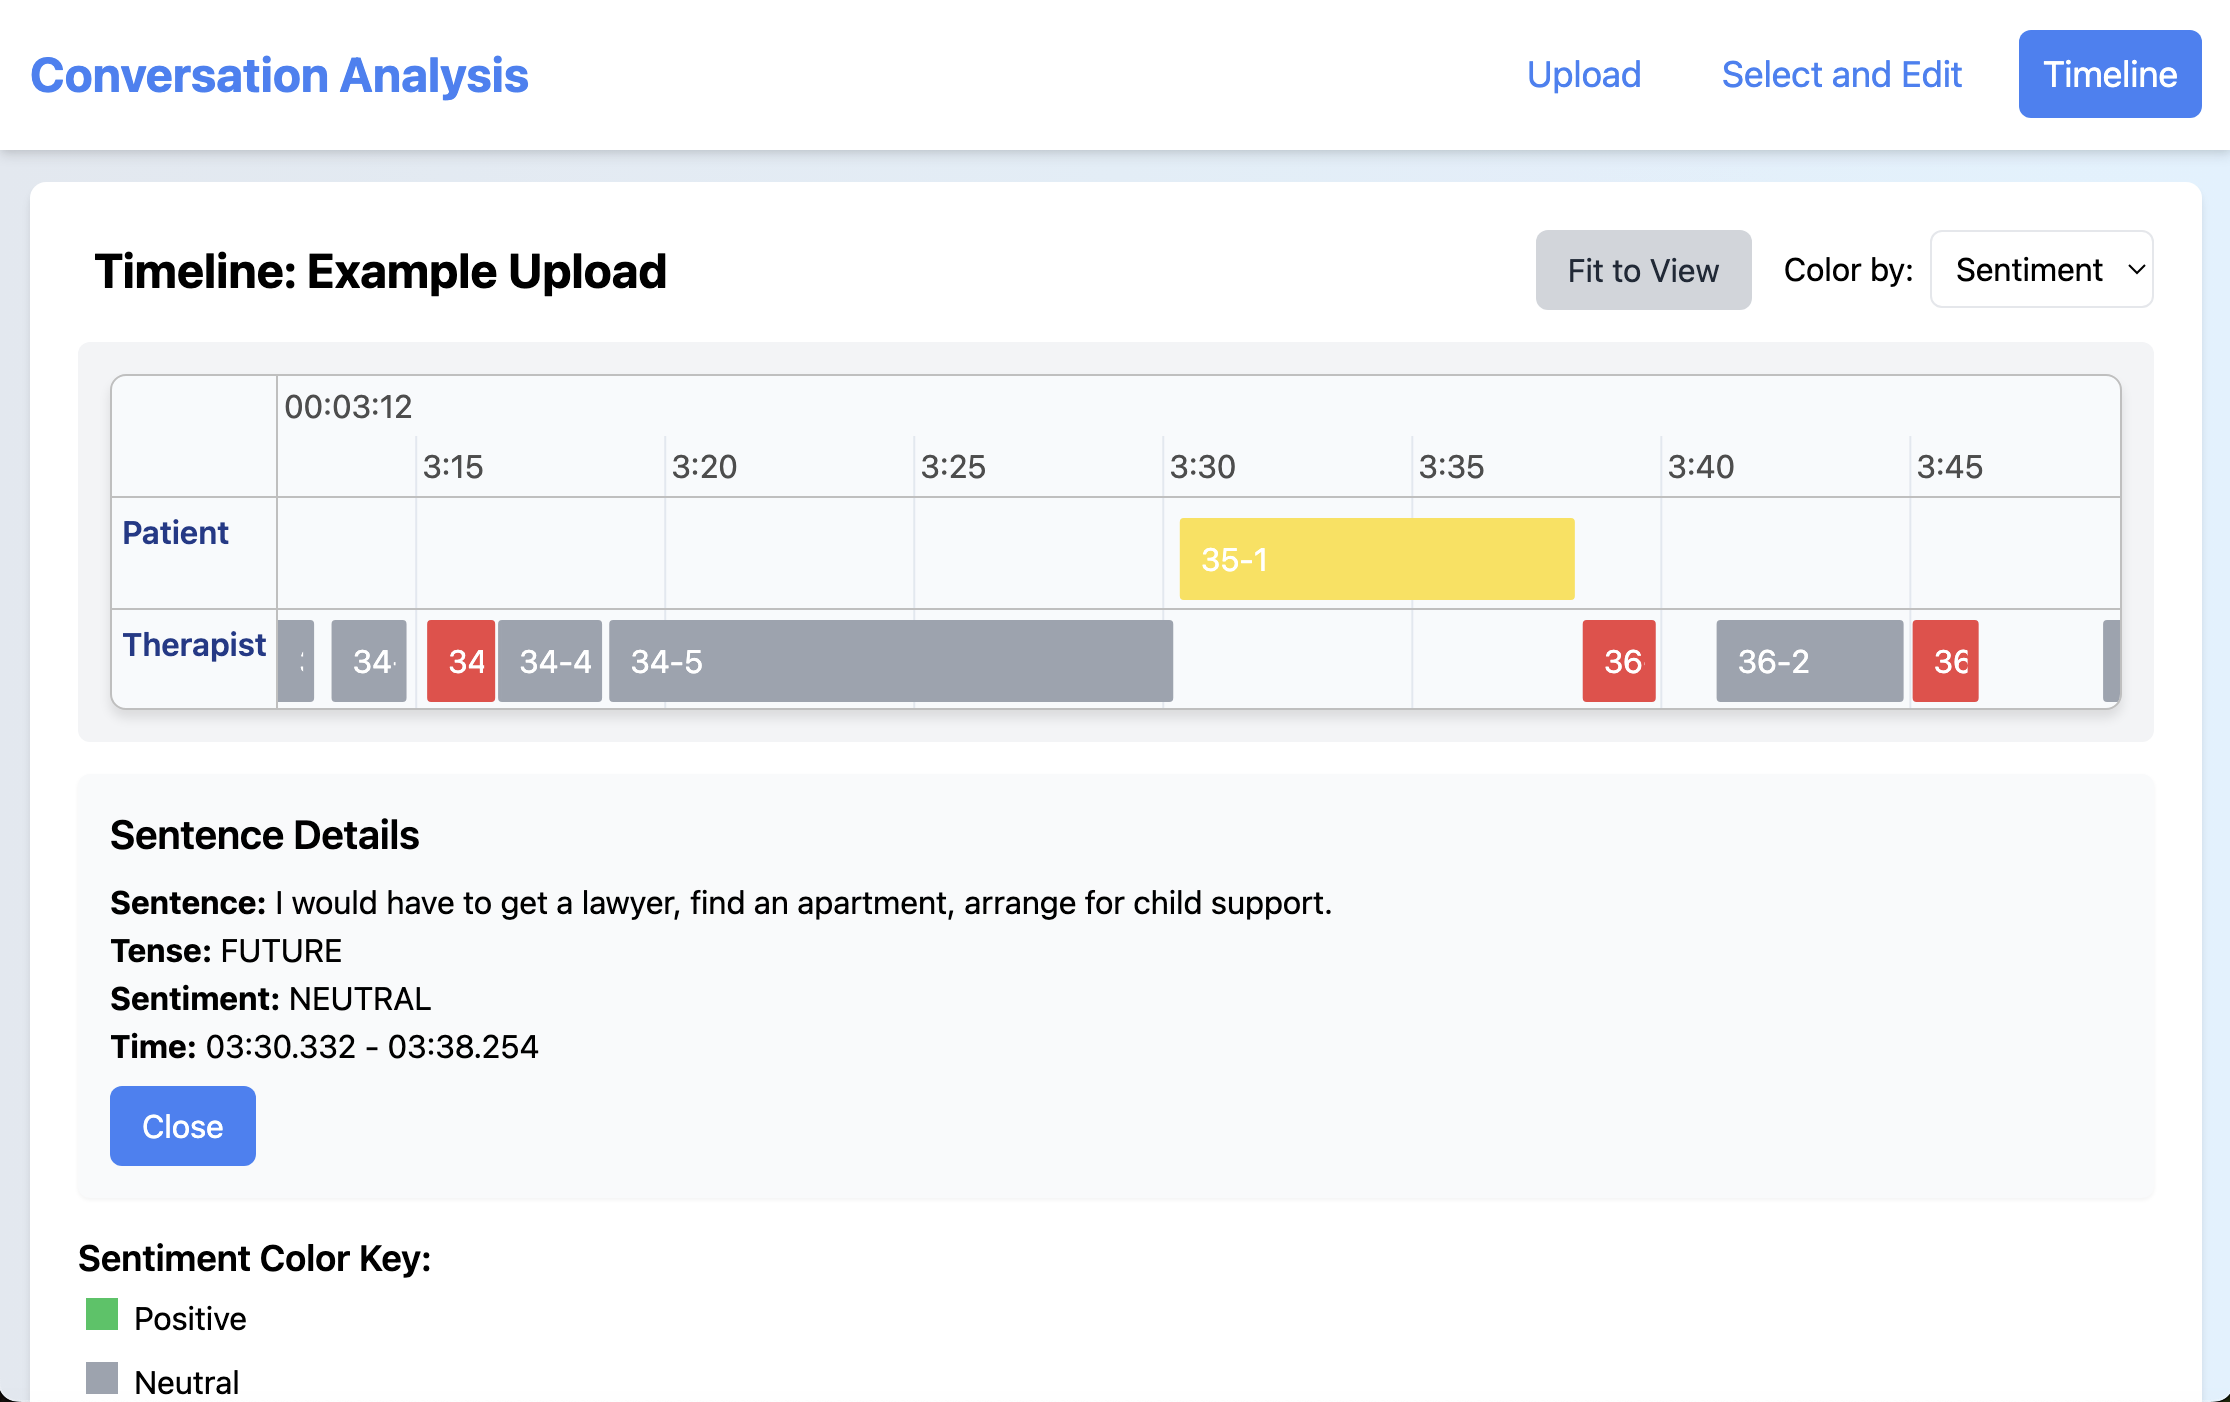 Conversation Analysis
Upload
Select and Edit
Timeline
Timeline: Example Upload
Fit to View
Color by:
Sentiment
00:03:12
3:15
3:20
3:25
3:30
3:35
3:40
3:45
Patient
35-1
Therapist
34-
34
34-4
34-5
36
36-2
36
Sentence Details
Sentence: I would have to get a lawyer, find an apartment, arrange for child support.
Tense: FUTURE
Sentiment: NEUTRAL
Time: 03:30.332 - 03:38.254
Close
Sentiment Color Key:
Positive
Neutral